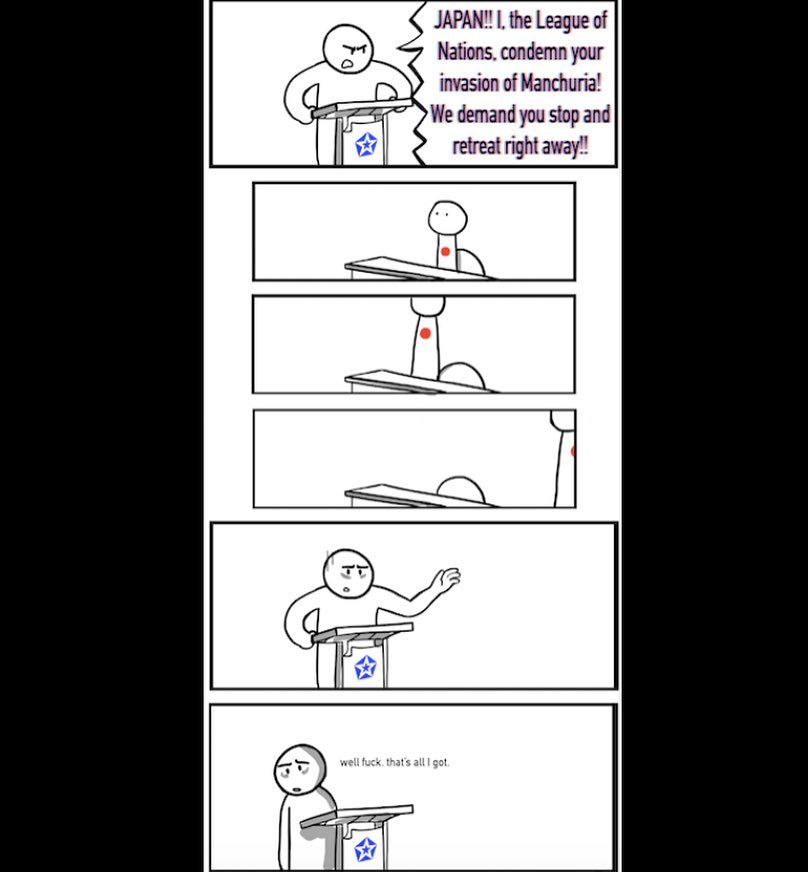 JAPAN!! I, the League of
Nations, condemn your
invasion of Manchuria!
We demand you stop and
retreat right away!!
well fuck. that's all I got.